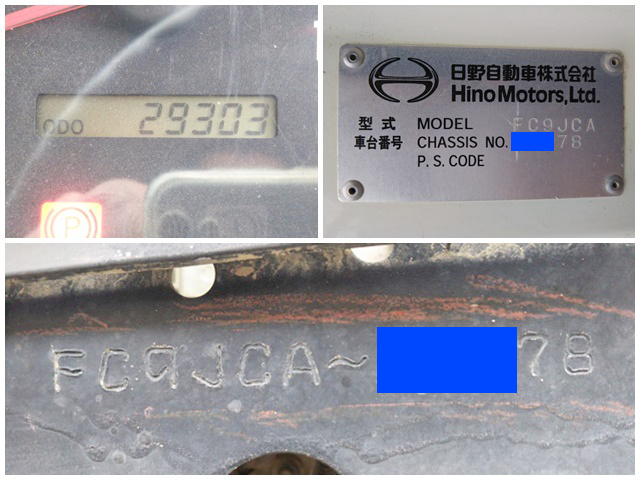 ODO 29303
P
日野自動車株式会社
Hino Motors, Ltd.
型式 MODEL FC9JCA
車台番号 CHASSIS NO. 78
P. S. CODE
FC9JCA~ 78